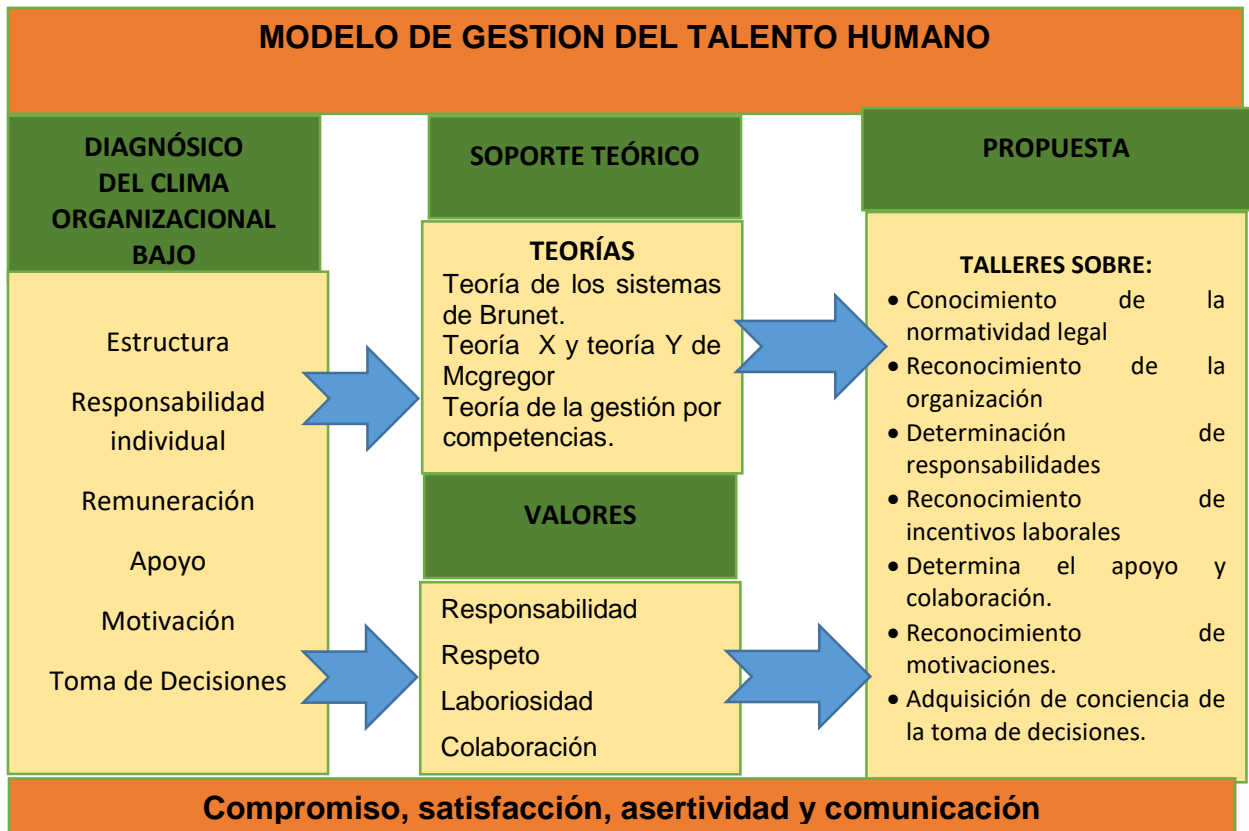 MODELO DE GESTION DEL TALENTO HUMANO
DIAGNÓSICO
DEL CLIMA
ORGANIZACIONAL
BAJO
Estructura
Responsabilidad
individual
Remuneración
Apoyo
Motivación
Toma de Decisiones
SOPORTE TEÓRICO
TEORÍAS
Teoría de los sistemas
de Brunet.
Teoría X y teoría Y de
Mcgregor
Teoría de la gestión por
competencias.
VALORES
Responsabilidad
Respeto
Laboriosidad
Colaboración
PROPUESTA
TALLERES SOBRE:
• Conocimiento de la
normatividad legal
• Reconocimiento de la
organización
• Determinación de
responsabilidades
• Reconocimiento de
incentivos laborales
• Determina el apoyo y
colaboración.
• Reconocimiento de
motivaciones.
• Adquisición de conciencia de
la toma de decisiones.
Compromiso, satisfacción, asertividad y comunicación